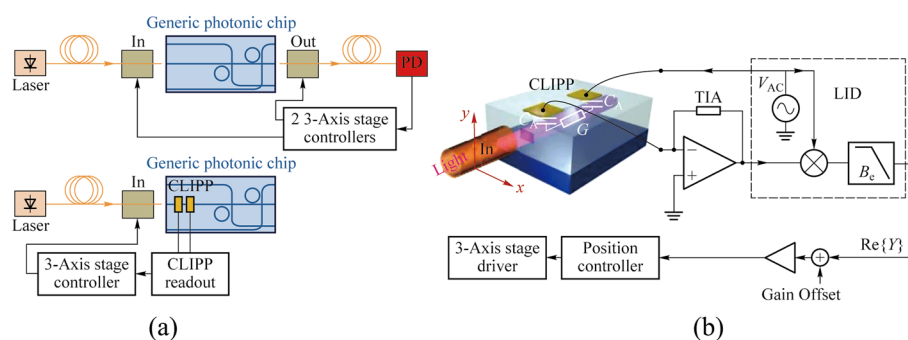 Generic photonic chip
In
Out
PD
Laser
2 3-Axis stage
controllers
Generic photonic chip
In
CLIPP
Laser
3-Axis stage
controller
CLIPP
readout
(a)
CLIPP
y
C_A
C_A
G
Light
In
x
TIA
−
+
V_AC
LID
B_e
3-Axis stage
driver
Position
controller
+
Re{Y}
Gain Offset
(b)